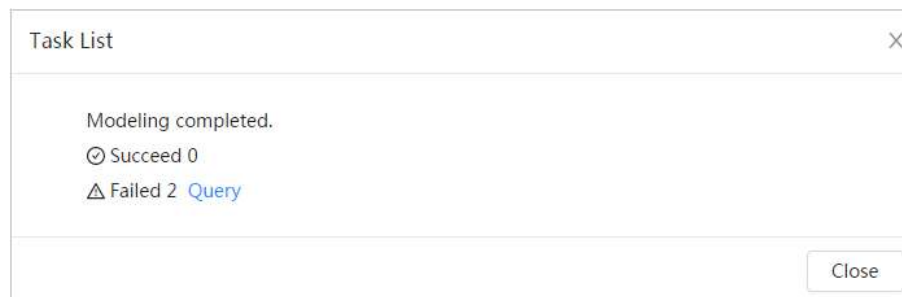 Task List
Modeling completed.
Succeed 0
Failed 2 Query
Close